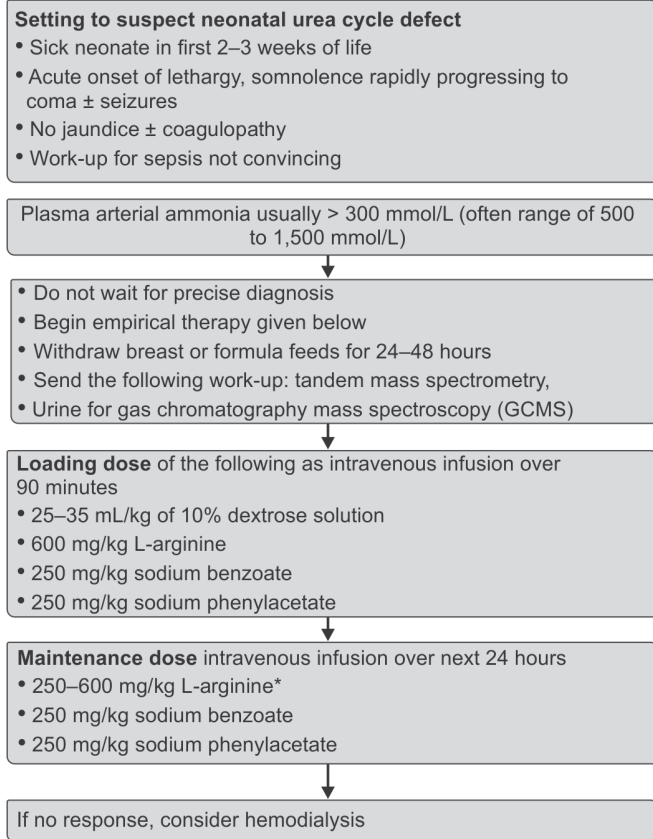 Setting to suspect neonatal urea cycle defect
• Sick neonate in first 2–3 weeks of life
• Acute onset of lethargy, somnolence rapidly progressing to
coma ± seizures
• No jaundice ± coagulopathy
• Work-up for sepsis not convincing
Plasma arterial ammonia usually > 300 mmol/L (often range of 500
to 1,500 mmol/L)
• Do not wait for precise diagnosis
• Begin empirical therapy given below
• Withdraw breast or formula feeds for 24–48 hours
• Send the following work-up: tandem mass spectrometry,
• Urine for gas chromatography mass spectroscopy (GCMS)
Loading dose of the following as intravenous infusion over
90 minutes
• 25–35 mL/kg of 10% dextrose solution
• 600 mg/kg L-arginine
• 250 mg/kg sodium benzoate
• 250 mg/kg sodium phenylacetate
Maintenance dose intravenous infusion over next 24 hours
• 250–600 mg/kg L-arginine*
• 250 mg/kg sodium benzoate
• 250 mg/kg sodium phenylacetate
If no response, consider hemodialysis